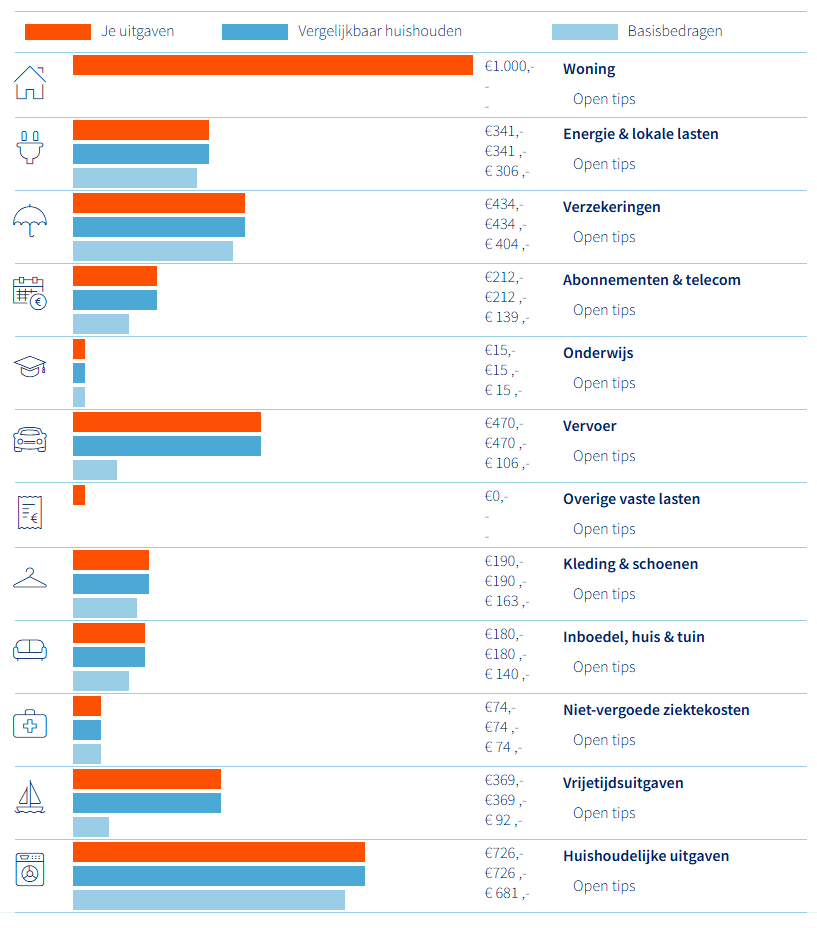 Je uitgaven Vergelijkbaar huishouden Basisbedragen
€1.000,-
-
-
Woning
Open tips
€341,-
€341 ,-
€ 306 ,-
Energie & lokale lasten
Open tips
€434,-
€434 ,-
€ 404 ,-
Verzekeringen
Open tips
€212,-
€212 ,-
€ 139 ,-
Abonnementen & telecom
Open tips
€15,-
€15 ,-
€ 15 ,-
Onderwijs
Open tips
€470,-
€470 ,-
€ 106 ,-
Vervoer
Open tips
€0,-
-
-
Overige vaste lasten
Open tips
€190,-
€190 ,-
€ 163 ,-
Kleding & schoenen
Open tips
€180,-
€180 ,-
€ 140 ,-
Inboedel, huis & tuin
Open tips
€74,-
€74 ,-
€ 74 ,-
Niet-vergoede ziektekosten
Open tips
€369,-
€369 ,-
€ 92 ,-
Vrijetijdsuitgaven
Open tips
€726,-
€726 ,-
€ 681 ,-
Huishoudelijke uitgaven
Open tips